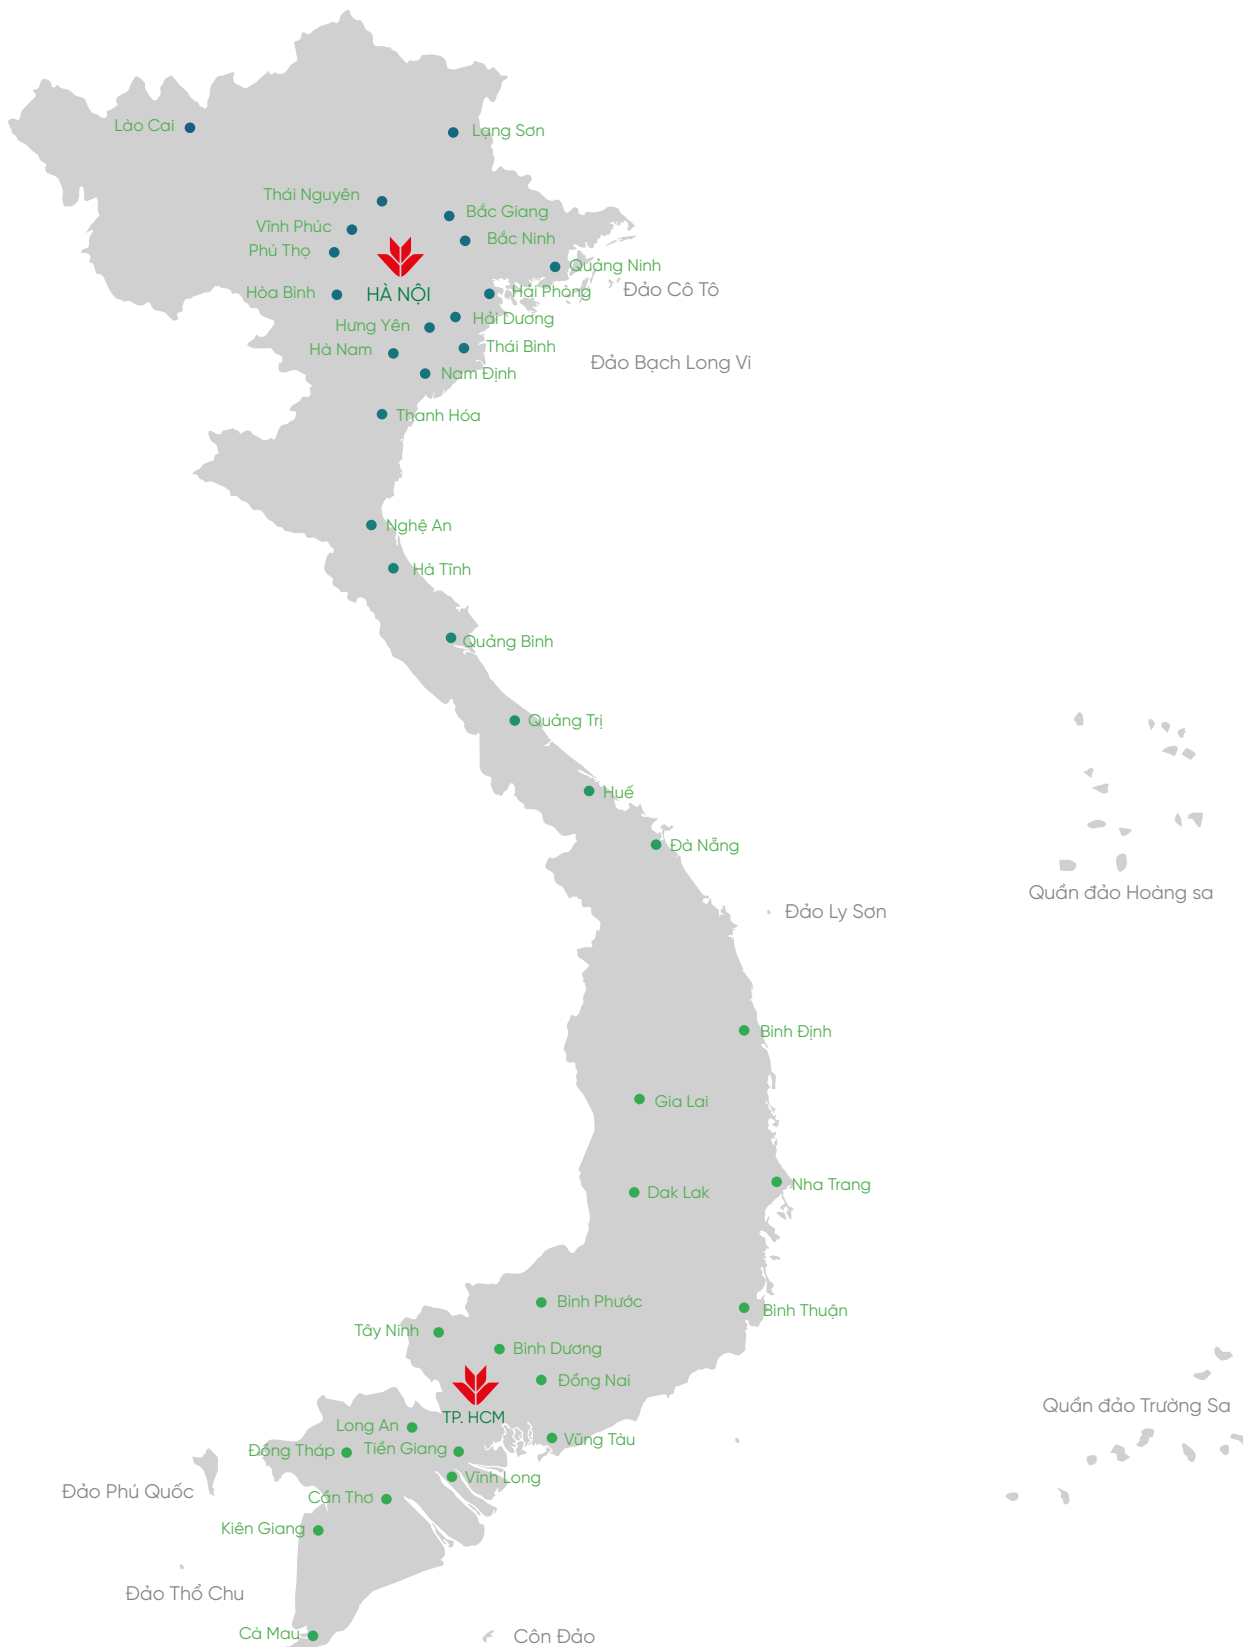 Lào Cai
Lạng Sơn
Thái Nguyên
Bắc Giang
Vĩnh Phúc
Bắc Ninh
Phú Thọ
Quảng Ninh
Đảo Cô Tô
Hòa Bình
HÀ NỘI
Hải Phòng
Hải Dương
Hưng Yên
Thái Bình
Hà Nam
Đảo Bạch Long Vi
Nam Định
Thanh Hóa
Nghệ An
Hà Tĩnh
Quảng Bình
Quảng Trị
Huế
Đà Nẵng
Quần đảo Hoàng sa
Đảo Ly Sơn
Bình Định
Gia Lai
Nha Trang
Dak Lak
Bình Phước
Bình Thuận
Tây Ninh
Bình Dương
Đồng Nai
Quần đảo Trường Sa
TP. HCM
Long An
Vũng Tàu
Đồng Tháp
Tiền Giang
Vĩnh Long
Đảo Phú Quốc
Cần Thơ
Kiên Giang
Đảo Thổ Chu
Cà Mau
Côn Đảo